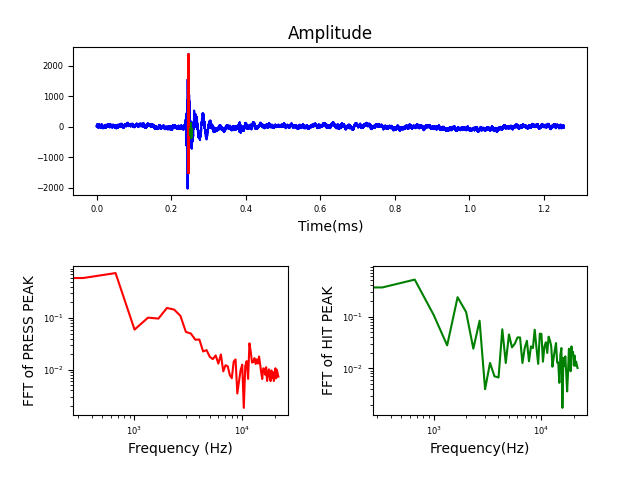 Amplitude
2000
1000
0
−1000
−2000
0.0 0.2 0.4 0.6 0.8 1.0 1.2
Time(ms)
FFT of PRESS PEAK
10⁻¹
10⁻²
10³ 10⁴
Frequency (Hz)
FFT of HIT PEAK
10⁻¹
10⁻²
10³ 10⁴
Frequency(Hz)